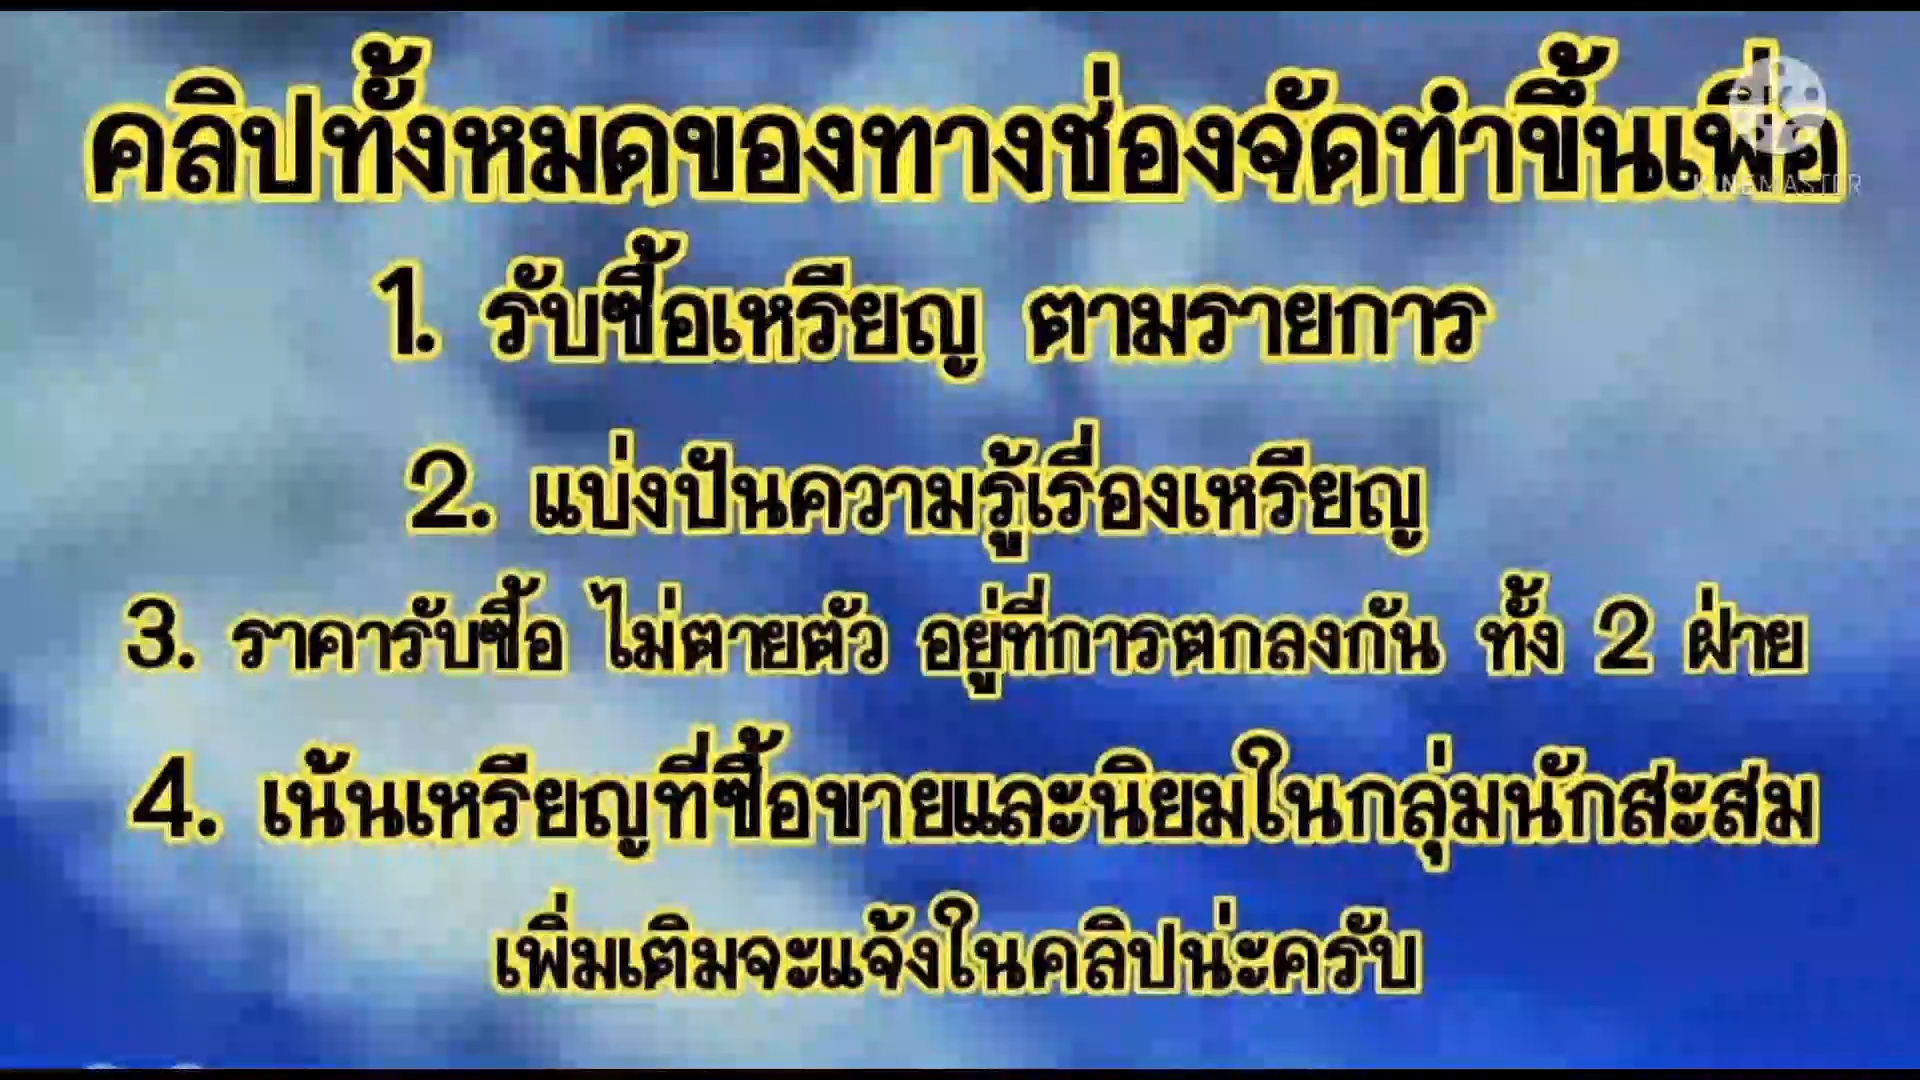 คลิปทั้งหมดของทางช่องจัดทำขึ้นเพื่อ
KINEMASTER
1. รับซื้อเหรียญ ตามรายการ
2. แบ่งปันความรู้เรื่องเหรียญ
3. ราคารับซื้อ ไม่ตายตัว อยู่ที่การตกลงกัน ทั้ง 2 ฝ่าย
4. เน้นเหรียญที่ซื้อขายและนิยมในกลุ่มนักสะสม
เพิ่มเติมจะแจ้งในคลิปน่ะครับ